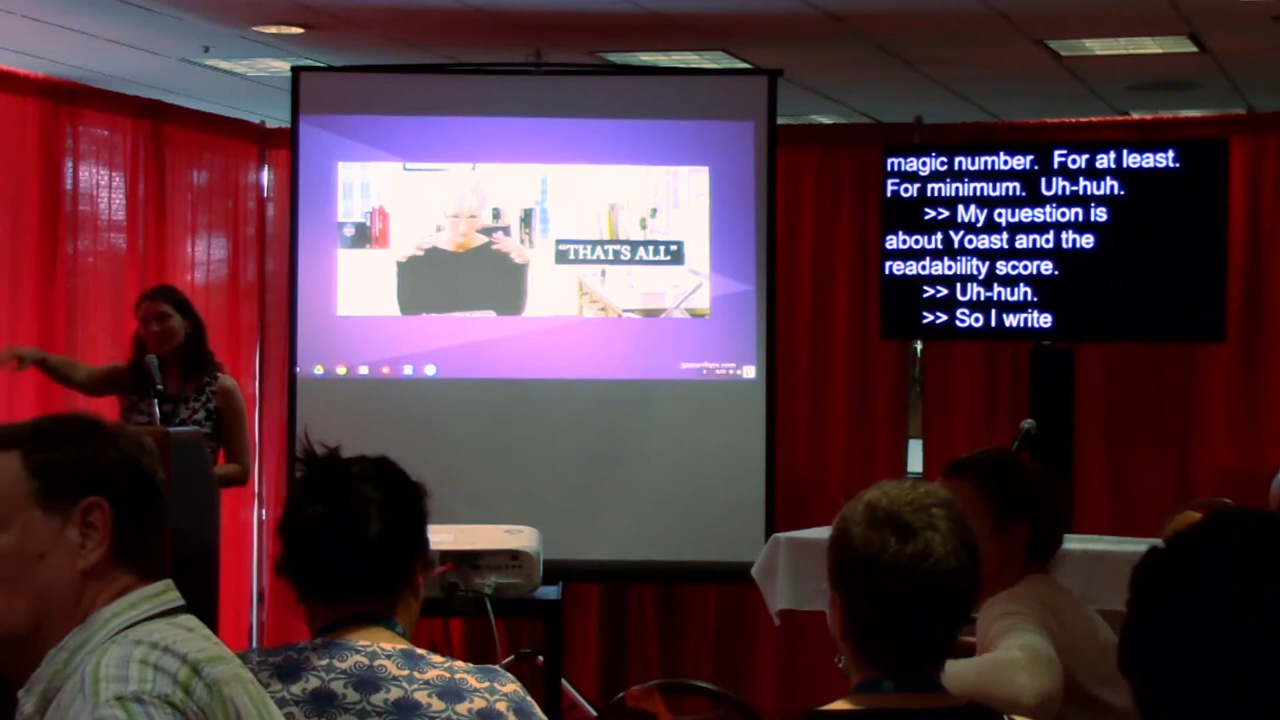 "THAT'S ALL"
magic number. For at least.
For minimum. Uh-huh.
>> My question is
about Yoast and the
readability score.
>> Uh-huh.
>> So I write